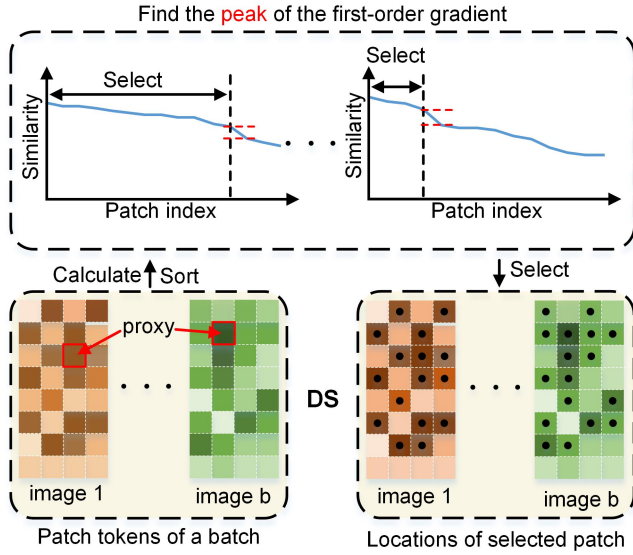 Find the peak of the first-order gradient
Select
Similarity
Patch index
. . .
Select
Similarity
Patch index
Calculate
Sort
Select
proxy
. . .
image 1
image b
Patch tokens of a batch
DS
. . .
image 1
image b
Locations of selected patch